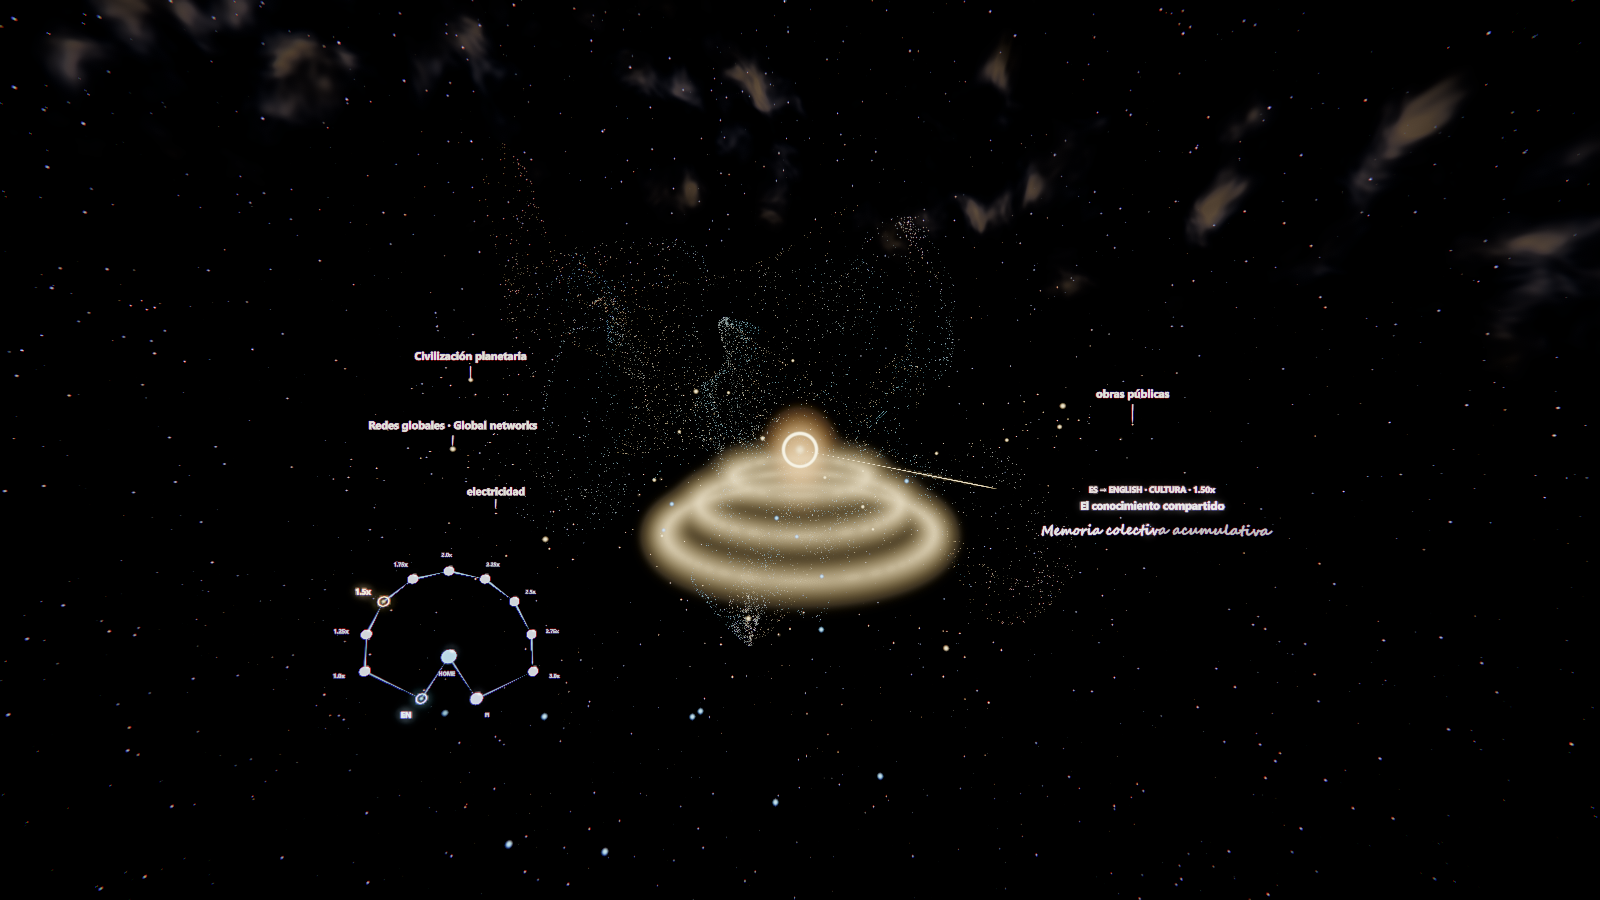 Civilización planetaria
Redes globales · Global networks
electricidad
obras públicas
ES → ENGLISH · CULTURA · 1.50x
El conocimiento compartido
Memoria colectiva acumulativa
2.0x
1.75x
2.25x
1.5x
2.5x
1.25x
2.75x
HOME
1.0x
3.0x
EN